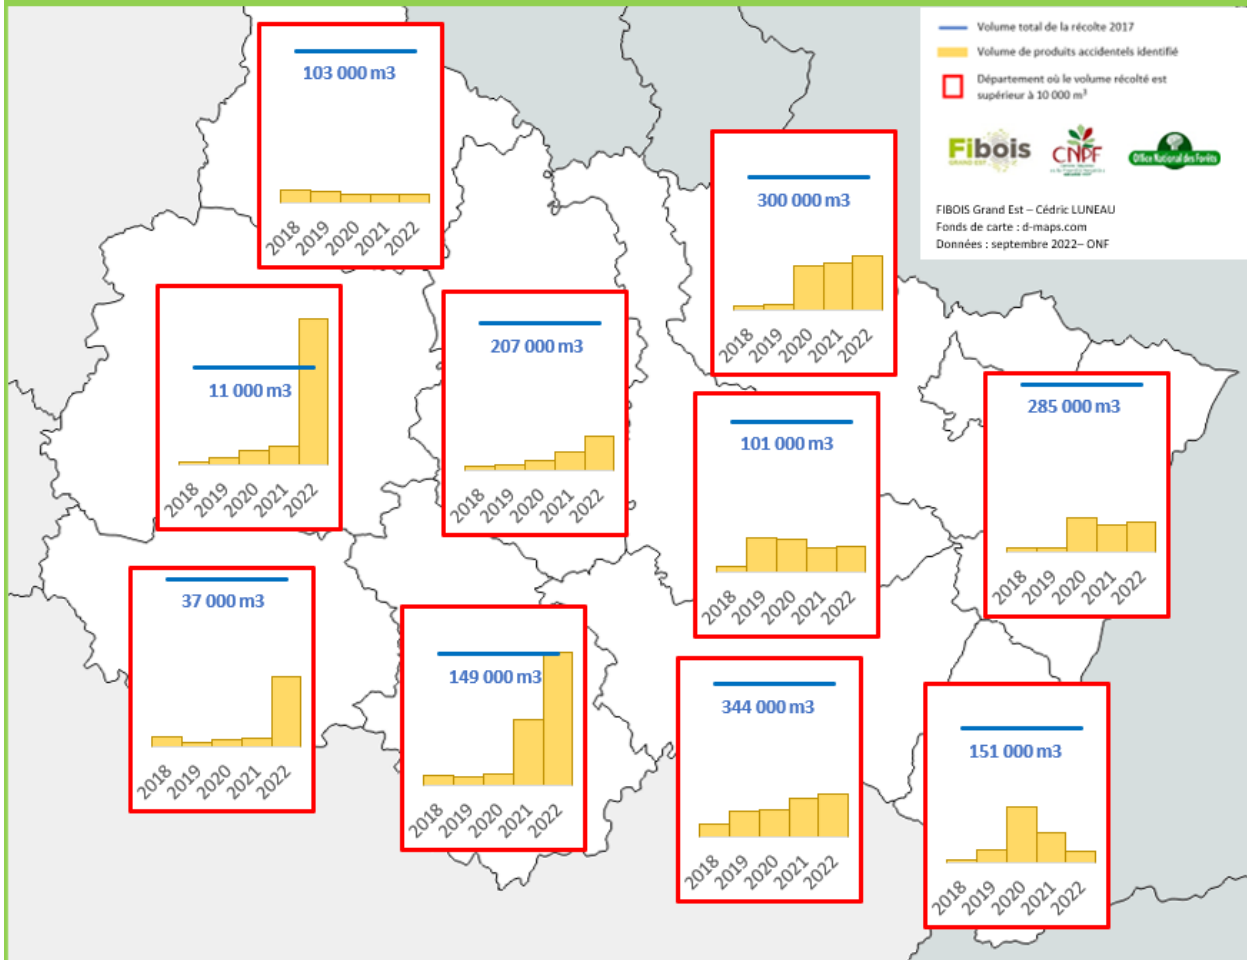 Volume total de la récolte 2017
Volume de produits accidentels identifié
Département où le volume récolté est
supérieur à 10 000 m³
Fibois
GRAND EST
CNPF
Office National des Forêts
FIBOIS Grand Est – Cédric LUNEAU
Fonds de carte : d-maps.com
Données : septembre 2022– ONF
103 000 m3
2018 2019 2020 2021 2022
300 000 m3
2018 2019 2020 2021 2022
11 000 m3
2018 2019 2020 2021 2022
207 000 m3
2018 2019 2020 2021 2022
101 000 m3
2018 2019 2020 2021 2022
285 000 m3
2018 2019 2020 2021 2022
37 000 m3
2018 2019 2020 2021 2022
149 000 m3
2018 2019 2020 2021 2022
344 000 m3
2018 2019 2020 2021 2022
151 000 m3
2018 2019 2020 2021 2022